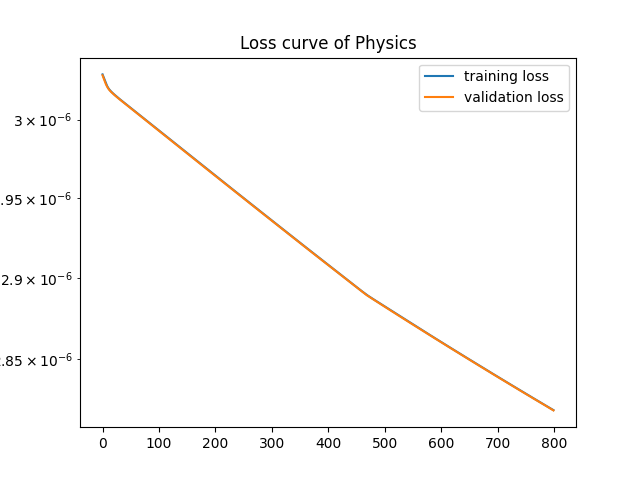 Loss curve of Physics
training loss
validation loss
3 × 10⁻⁶
.95 × 10⁻⁶
2.9 × 10⁻⁶
.85 × 10⁻⁶
0 100 200 300 400 500 600 700 800